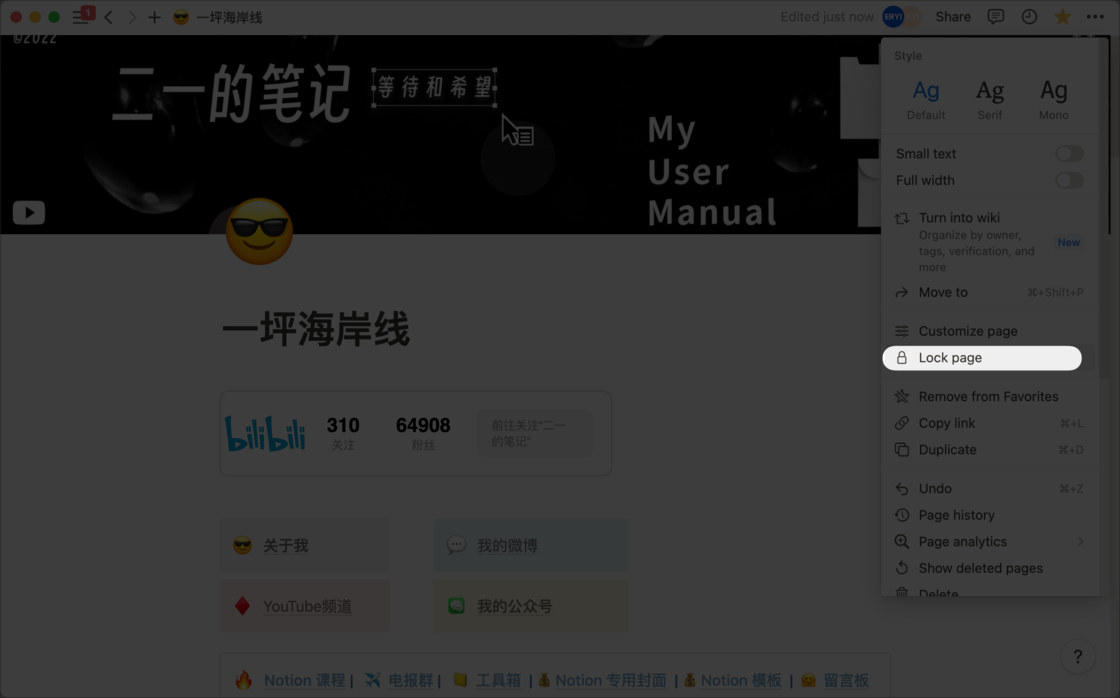 1
一坪海岸线
Edited just now
ERYI
Share
©2022
二一的笔记
等待和希望
My
User
Manual
一坪海岸线
bilibili
310
关注
64908
粉丝
前往关注“二一
的笔记”
关于我
我的微博
YouTube频道
我的公众号
Notion 课程 |
电报群 |
工具箱 |
Notion 专用封面 |
Notion 模板 |
留言板
Style
Ag
Default
Ag
Serif
Ag
Mono
Small text
Full width
Turn into wiki
Organize by owner,
tags, verification, and
more
New
Move to
⌘+Shift+P
Customize page
Lock page
Remove from Favorites
Copy link
⌘+L
Duplicate
⌘+D
Undo
⌘+Z
Page history
Page analytics
Show deleted pages
Delete
?